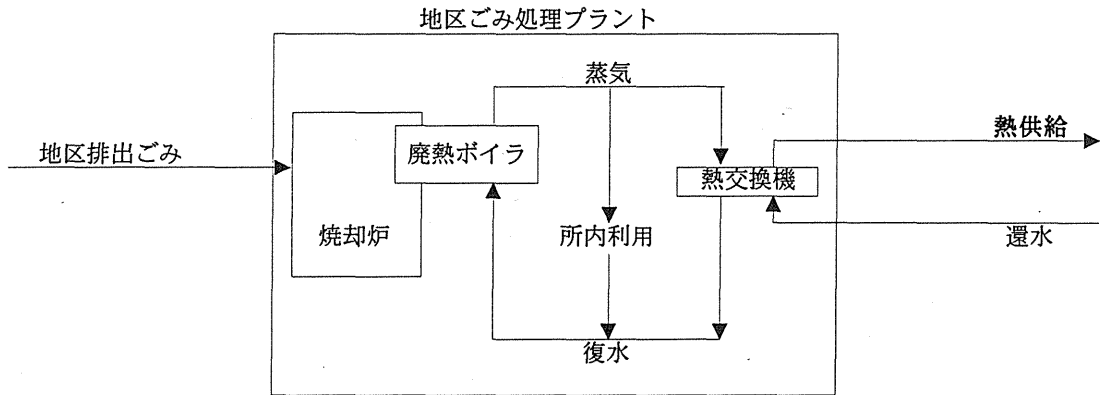 地区ごみ処理プラント
蒸気
熱供給
地区排出ごみ
廃熱ボイラ
熱交換機
焼却炉
所内利用
還水
復水